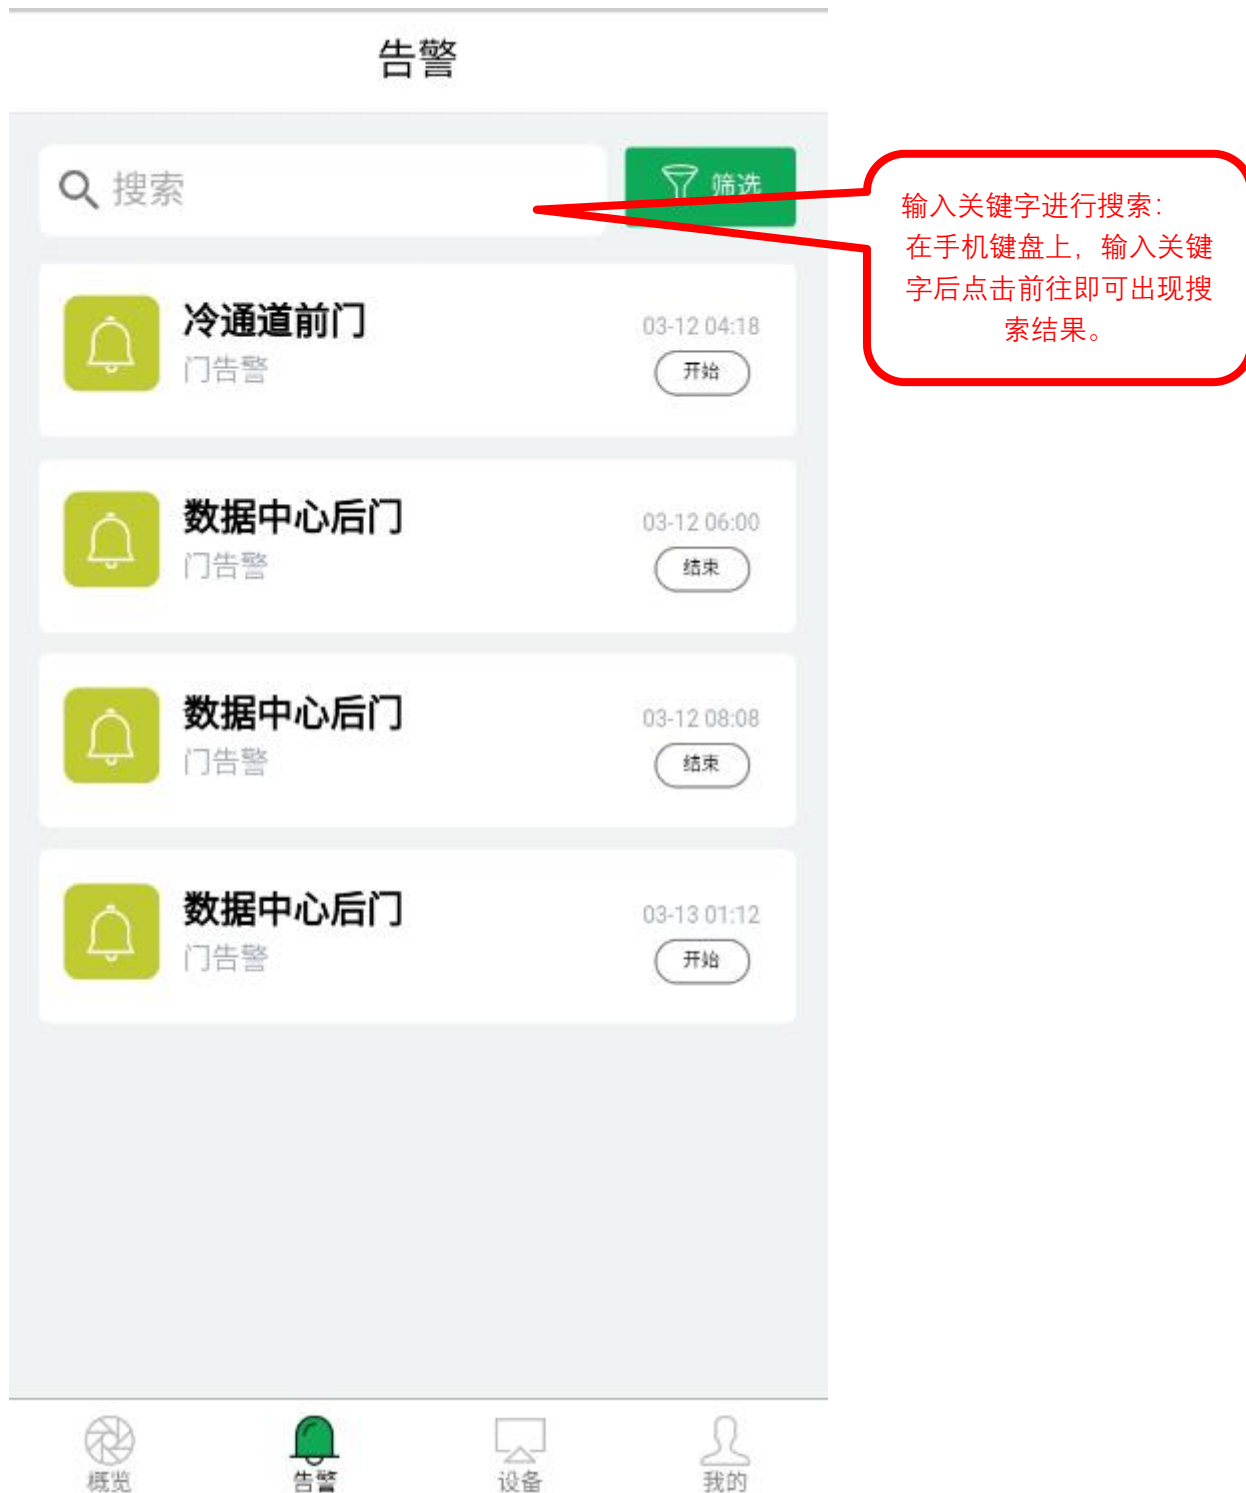 告警
搜索
筛选
输入关键字进行搜索：
在手机键盘上，输入关键
字后点击前往即可出现搜
索结果。
冷通道前门
03-12 04:18
门告警
开始
数据中心后门
03-12 06:00
门告警
结束
数据中心后门
03-12 08:08
门告警
结束
数据中心后门
03-13 01:12
门告警
开始
概览
告警
设备
我的